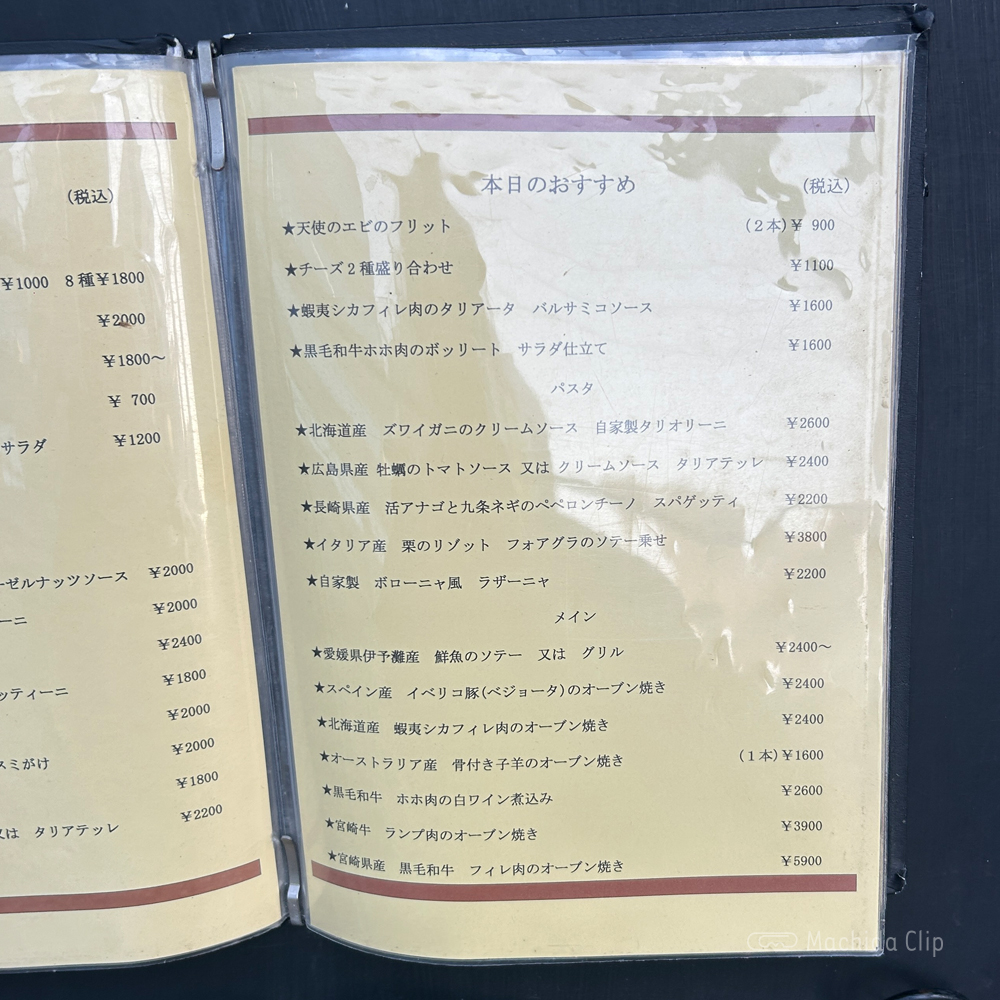 (税込)
¥1000 8種¥1800
¥2000
¥1800～
¥ 700
サラダ ¥1200
ーゼルナッツソース ¥2000
ーニ ¥2000
¥2400
ッティーニ ¥1800
¥2000
スミがけ ¥2000
¥1800
又は タリアテッレ ¥2200
本日のおすすめ (税込)
★天使のエビのフリット (2本)¥ 900
★チーズ2種盛り合わせ ¥1100
★蝦夷シカフィレ肉のタリアータ バルサミコソース ¥1600
★黒毛和牛ホホ肉のボッリート サラダ仕立て ¥1600
パスタ
★北海道産 ズワイガニのクリームソース 自家製タリオリーニ ¥2600
★広島県産 牡蠣のトマトソース 又は クリームソース タリアテッレ ¥2400
★長崎県産 活アナゴと九条ネギのペペロンチーノ スパゲッティ ¥2200
★イタリア産 栗のリゾット フォアグラのソテー乗せ ¥3800
★自家製 ボローニャ風 ラザーニャ ¥2200
メイン
★愛媛県伊予灘産 鮮魚のソテー 又は グリル ¥2400～
★スペイン産 イベリコ豚(ベジョータ)のオーブン焼き ¥2400
★北海道産 蝦夷シカフィレ肉のオーブン焼き ¥2400
★オーストラリア産 骨付き子羊のオーブン焼き (1本)¥1600
★黒毛和牛 ホホ肉の白ワイン煮込み ¥2600
★宮崎牛 ランプ肉のオーブン焼き ¥3900
★宮崎県産 黒毛和牛 フィレ肉のオーブン焼き ¥5900
Machida Clip